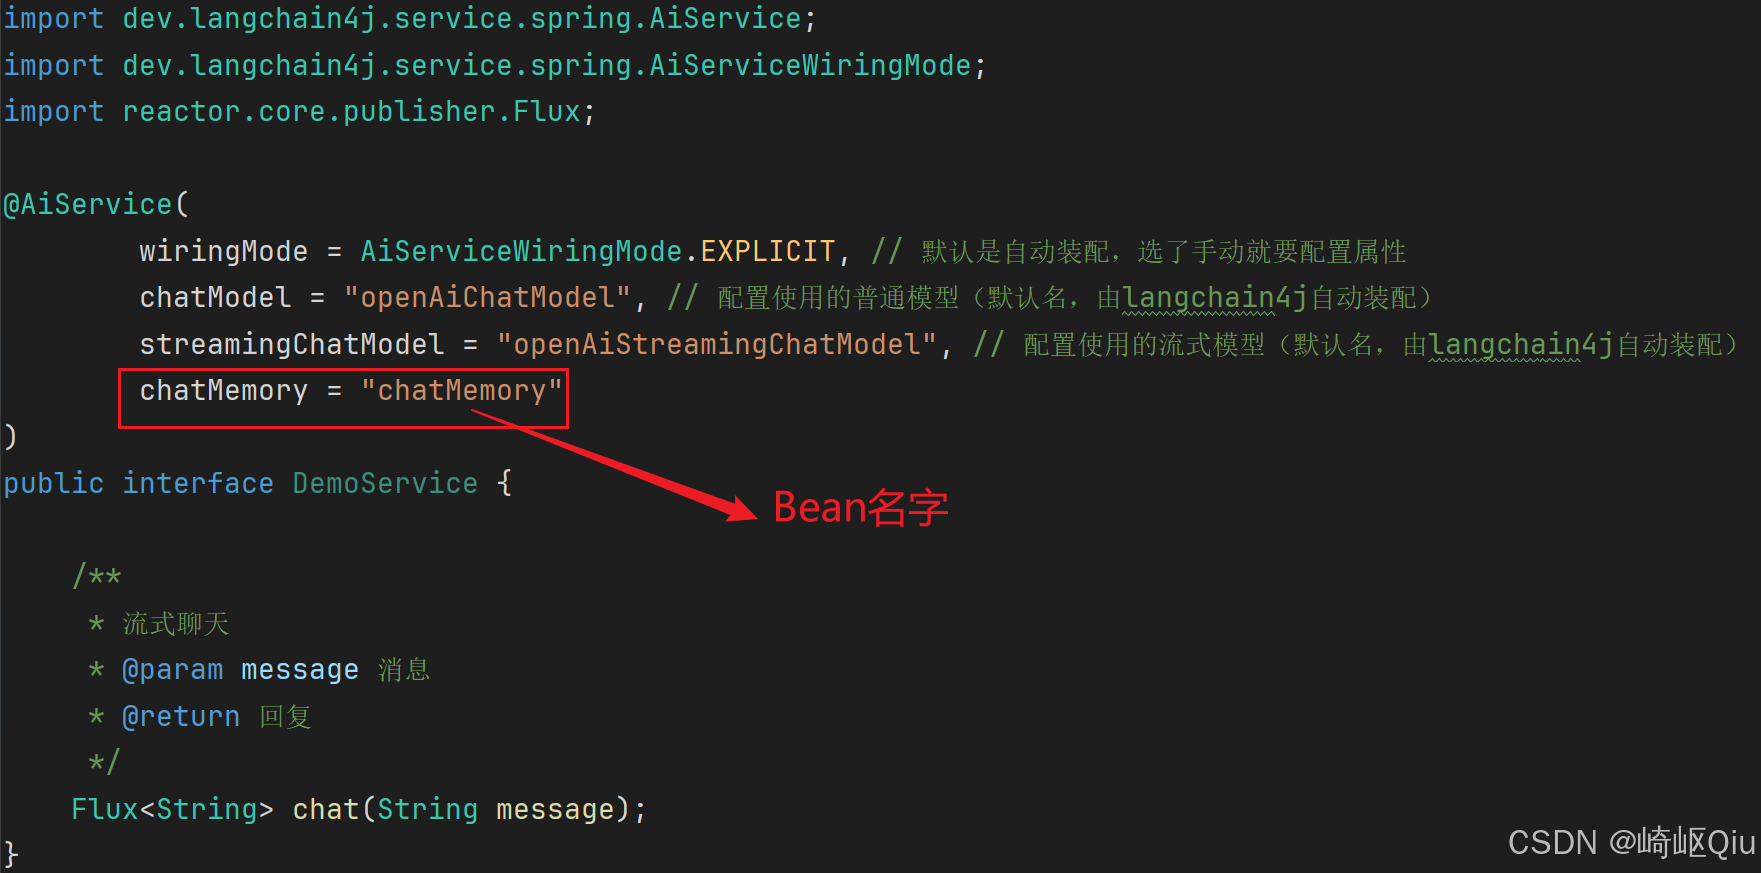 import dev.langchain4j.service.spring.AiService;
import dev.langchain4j.service.spring.AiServiceWiringMode;
import reactor.core.publisher.Flux;
@AiService(
wiringMode = AiServiceWiringMode.EXPLICIT, // 默认是自动装配，选了手动就要配置属性
chatModel = "openAiChatModel", // 配置使用的普通模型（默认名，由langchain4j自动装配）
streamingChatModel = "openAiStreamingChatModel", // 配置使用的流式模型（默认名，由langchain4j自动装配）
chatMemory = "chatMemory"
)
public interface DemoService {
Bean名字
/**
* 流式聊天
* @param message 消息
* @return 回复
*/
Flux<String> chat(String message);
}
CSDN @崎岖Qiu